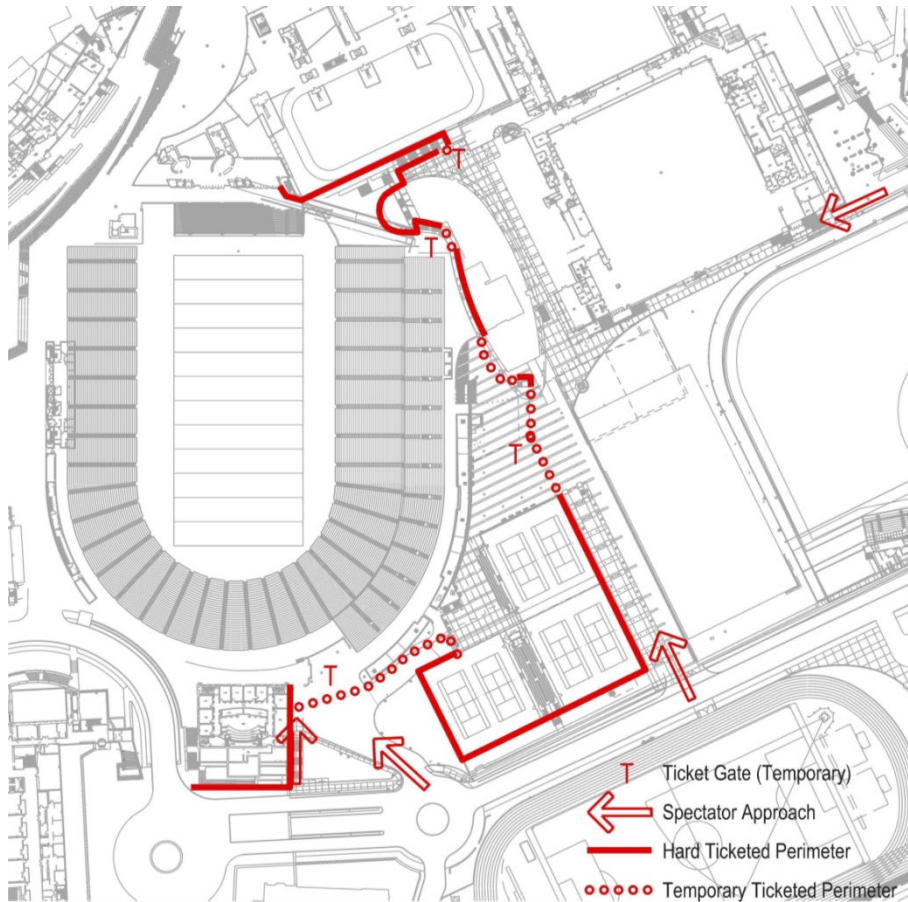 T
T
T
T
T Ticket Gate (Temporary)
Spectator Approach
Hard Ticketed Perimeter
Temporary Ticketed Perimeter